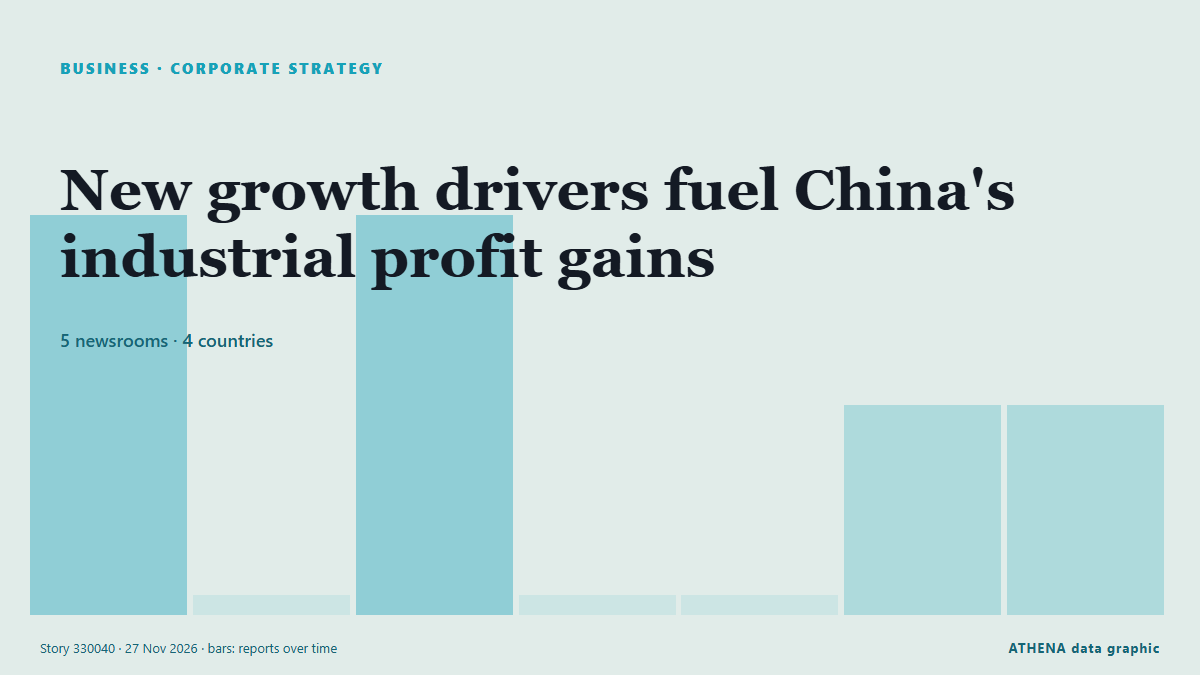 BUSINESS · CORPORATE STRATEGY
New growth drivers fuel China's
industrial profit gains
5 newsrooms · 4 countries
Story 330040 · 27 Nov 2026 · bars: reports over time
ATHENA data graphic